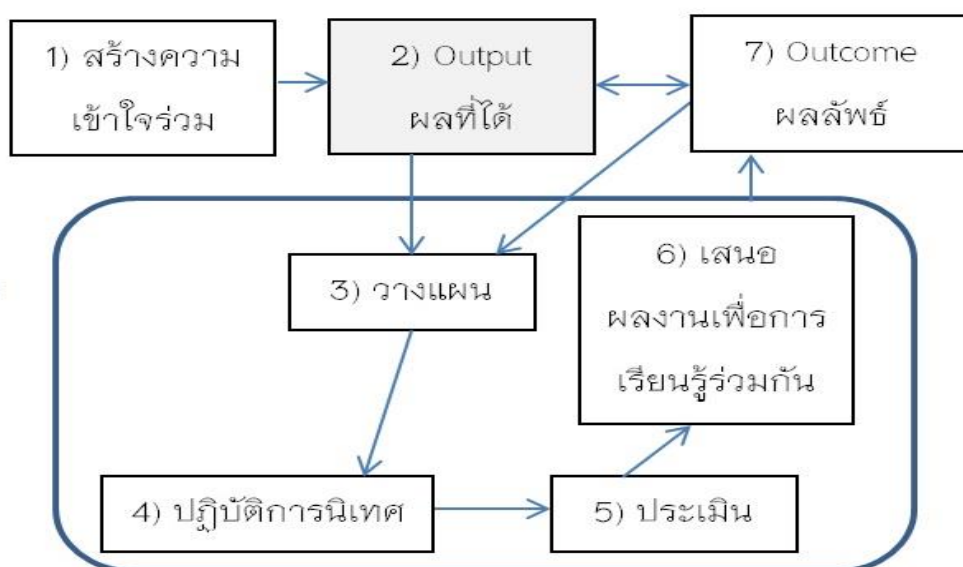 1) สร้างความ
เข้าใจร่วม
2) Output
ผลที่ได้
7) Outcome
ผลลัพธ์
3) วางแผน
6) เสนอ
ผลงานเพื่อการ
เรียนรู้ร่วมกัน
4) ปฏิบัติการนิเทศ
5) ประเมิน